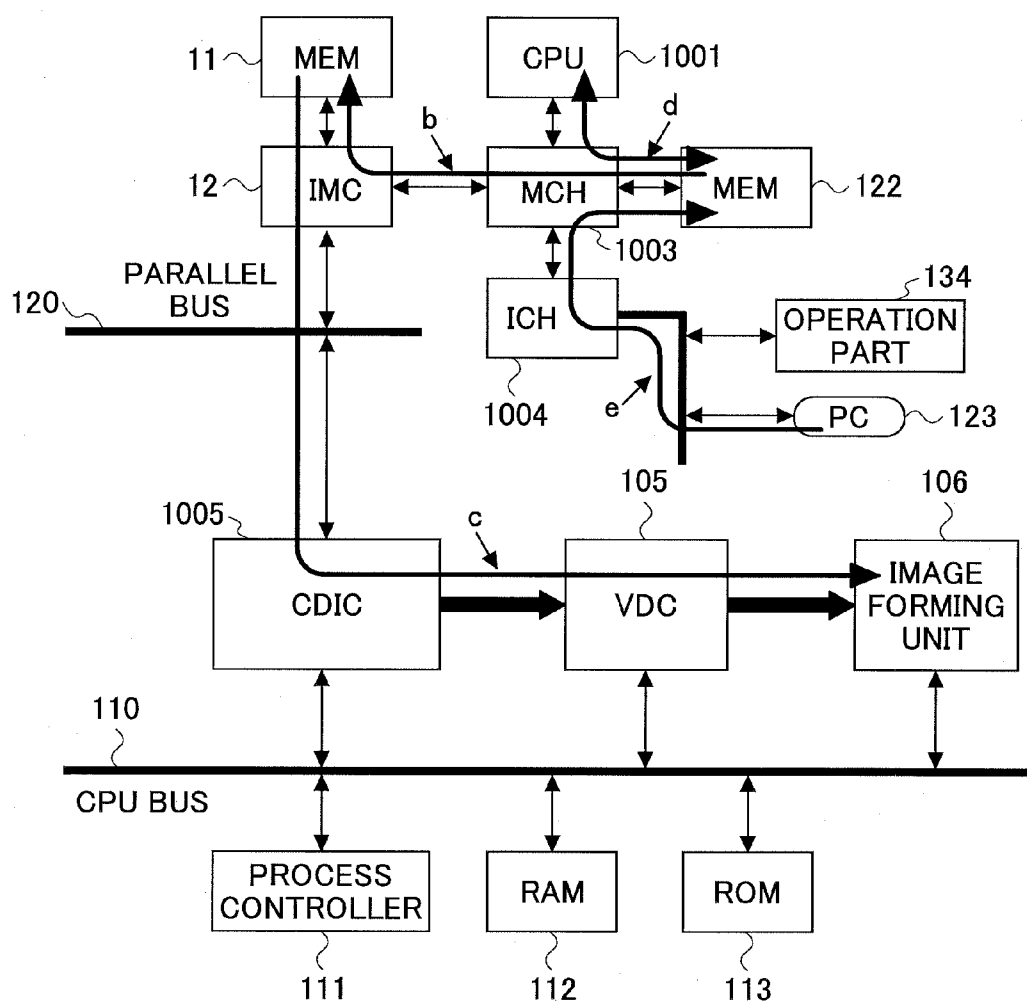 11
MEM
CPU
1001
b
d
12
IMC
MCH
MEM
122
1003
PARALLEL
BUS
120
134
ICH
OPERATION
PART
1004
e
PC
123
1005
c
105
106
CDIC
VDC
IMAGE
FORMING
UNIT
110
CPU BUS
PROCESS
CONTROLLER
RAM
ROM
111
112
113